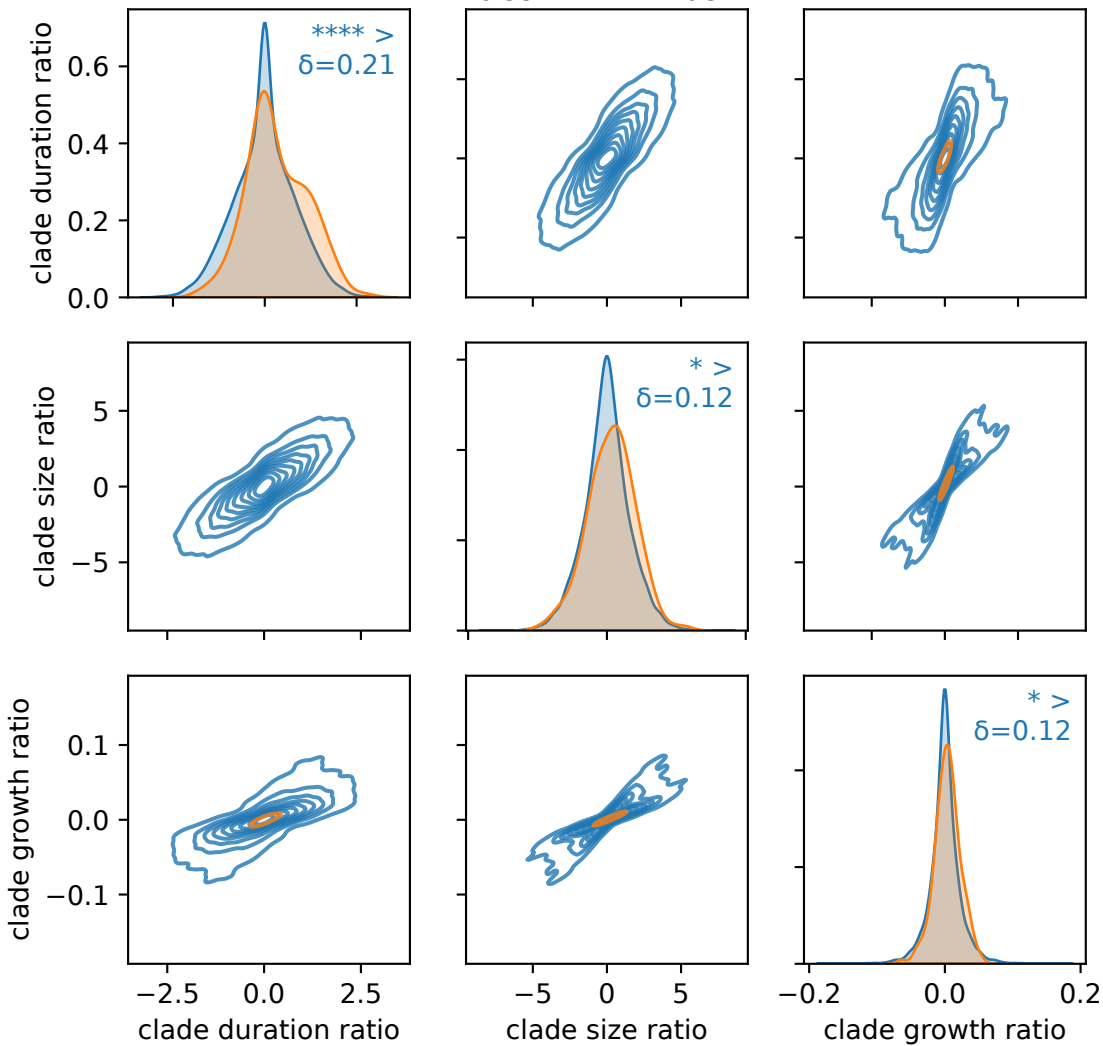 **** >
δ=0.21
clade duration ratio
0.6
0.4
0.2
0.0
* >
δ=0.12
clade size ratio
5
0
−5
* >
δ=0.12
clade growth ratio
0.1
0.0
−0.1
−2.5 0.0 2.5
−5 0 5
−0.2 0.0 0.2
clade duration ratio
clade size ratio
clade growth ratio